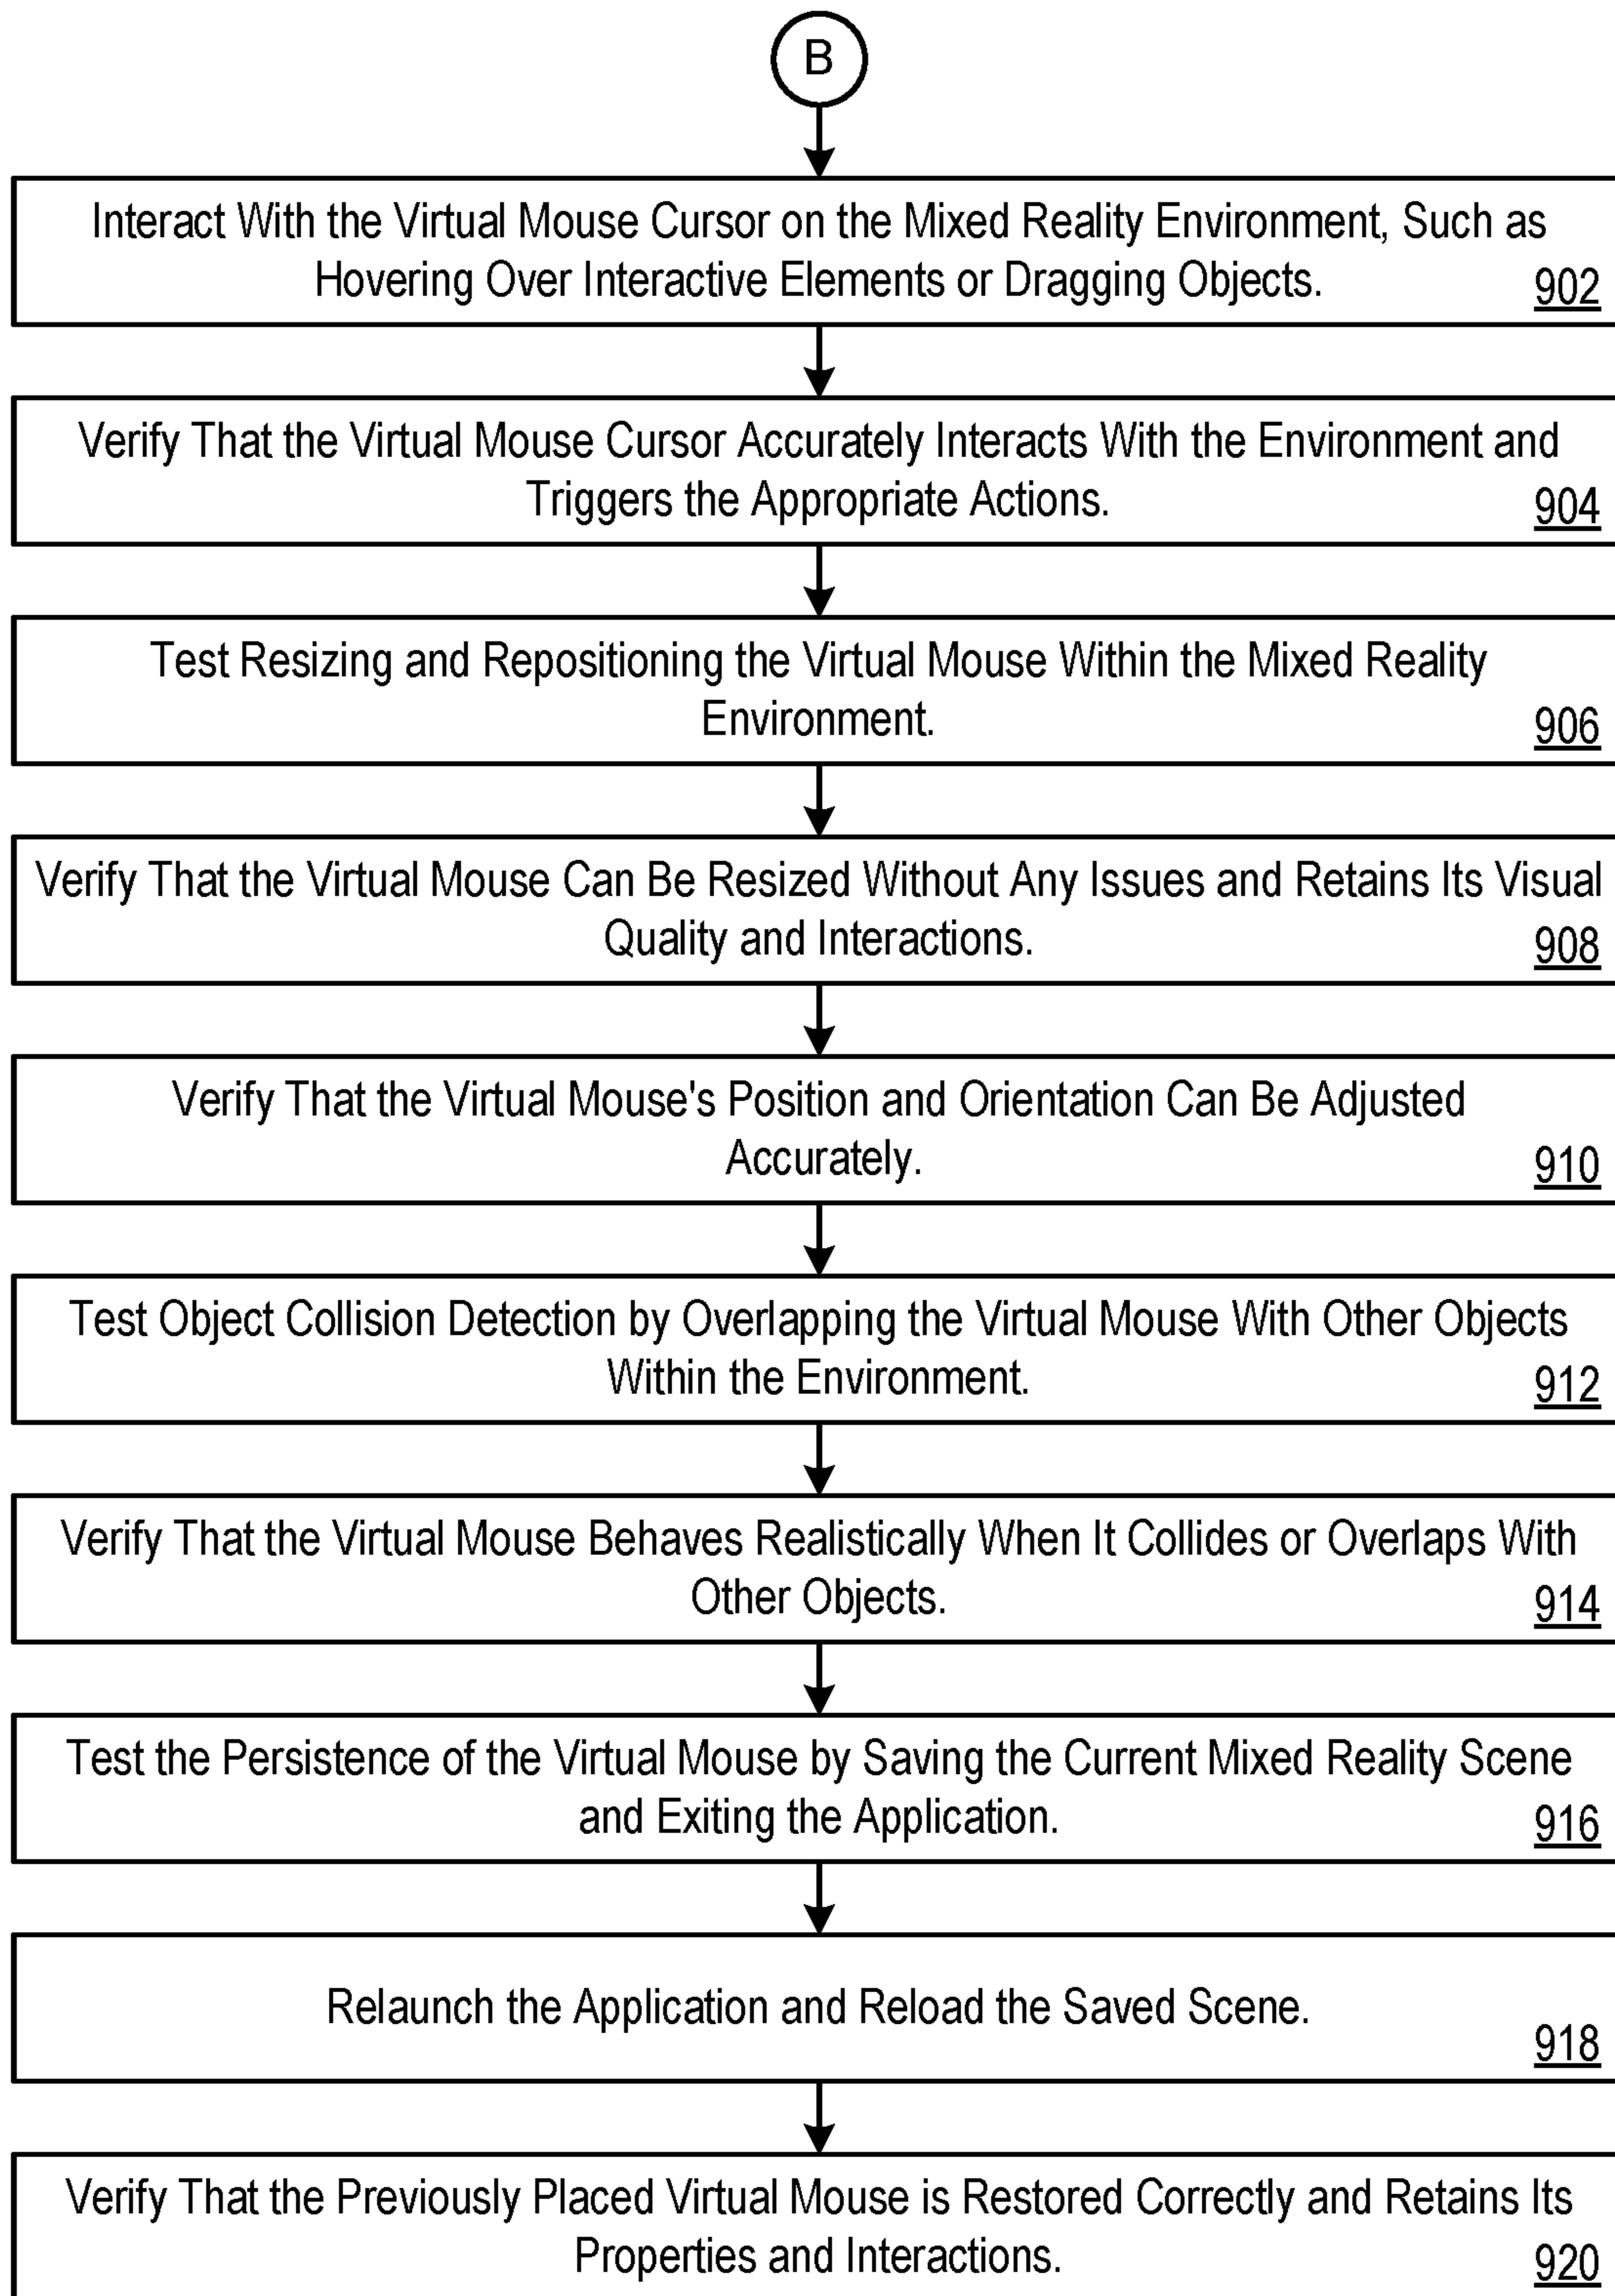 B
Interact With the Virtual Mouse Cursor on the Mixed Reality Environment, Such as
Hovering Over Interactive Elements or Dragging Objects.
902
Verify That the Virtual Mouse Cursor Accurately Interacts With the Environment and
Triggers the Appropriate Actions.
904
Test Resizing and Repositioning the Virtual Mouse Within the Mixed Reality
Environment.
906
Verify That the Virtual Mouse Can Be Resized Without Any Issues and Retains Its Visual
Quality and Interactions.
908
Verify That the Virtual Mouse's Position and Orientation Can Be Adjusted
Accurately.
910
Test Object Collision Detection by Overlapping the Virtual Mouse With Other Objects
Within the Environment.
912
Verify That the Virtual Mouse Behaves Realistically When It Collides or Overlaps With
Other Objects.
914
Test the Persistence of the Virtual Mouse by Saving the Current Mixed Reality Scene
and Exiting the Application.
916
Relaunch the Application and Reload the Saved Scene.
918
Verify That the Previously Placed Virtual Mouse is Restored Correctly and Retains Its
Properties and Interactions.
920